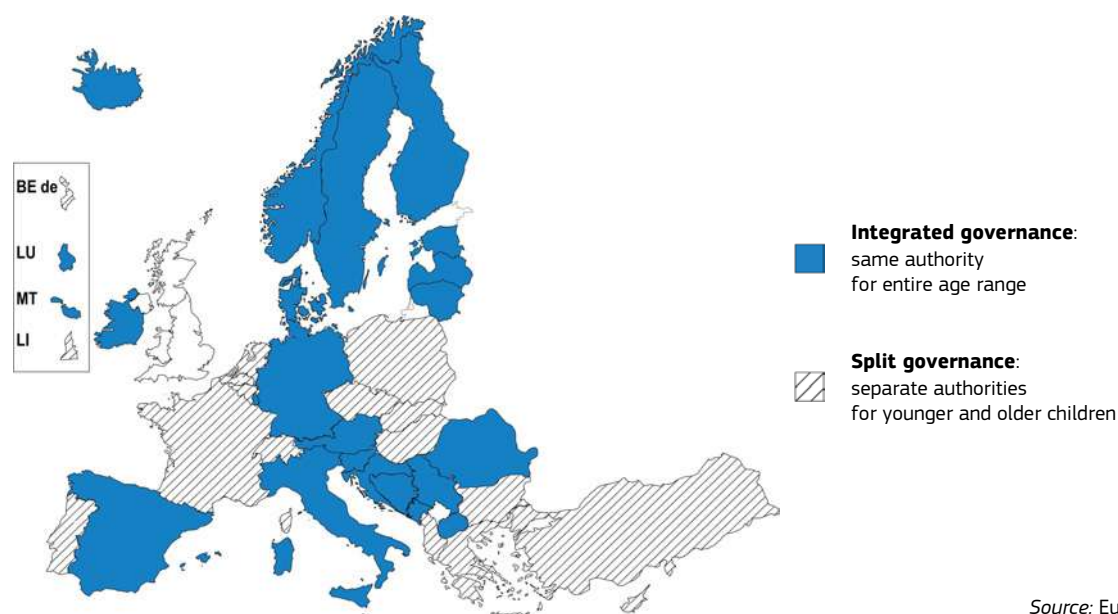 BE de
LU
MT
LI
Integrated governance:
same authority
for entire age range
Split governance:
separate authorities
for younger and older children
Source: Eu